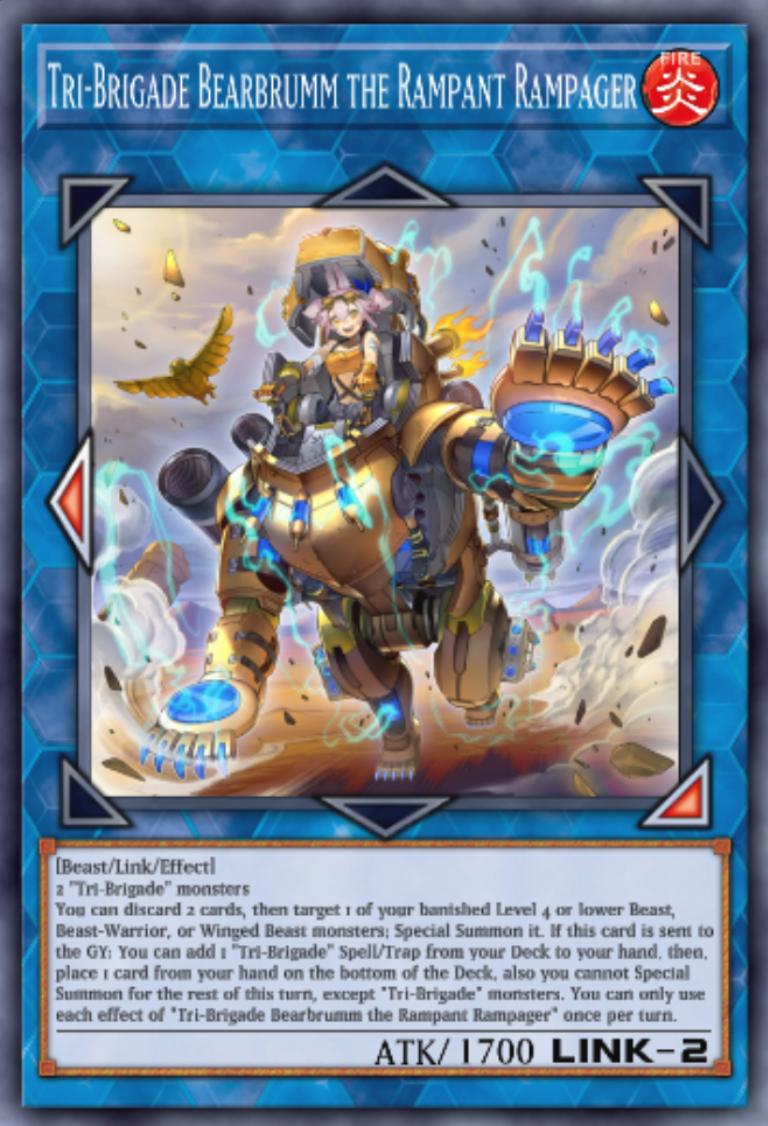 TRI-BRIGADE BEARBRUMM THE RAMPANT RAMPAGER
FIRE
炎
[Beast/Link/Effect]
2 "Tri-Brigade" monsters
You can discard 2 cards, then target 1 of your banished Level 4 or lower Beast,
Beast-Warrior, or Winged Beast monsters; Special Summon it. If this card is sent to
the GY: You can add 1 "Tri-Brigade" Spell/Trap from your Deck to your hand, then,
place 1 card from your hand on the bottom of the Deck, also you cannot Special
Summon for the rest of this turn, except "Tri-Brigade" monsters. You can only use
each effect of "Tri-Brigade Bearbrumm the Rampant Rampager" once per turn.
ATK/ 1700 LINK-2